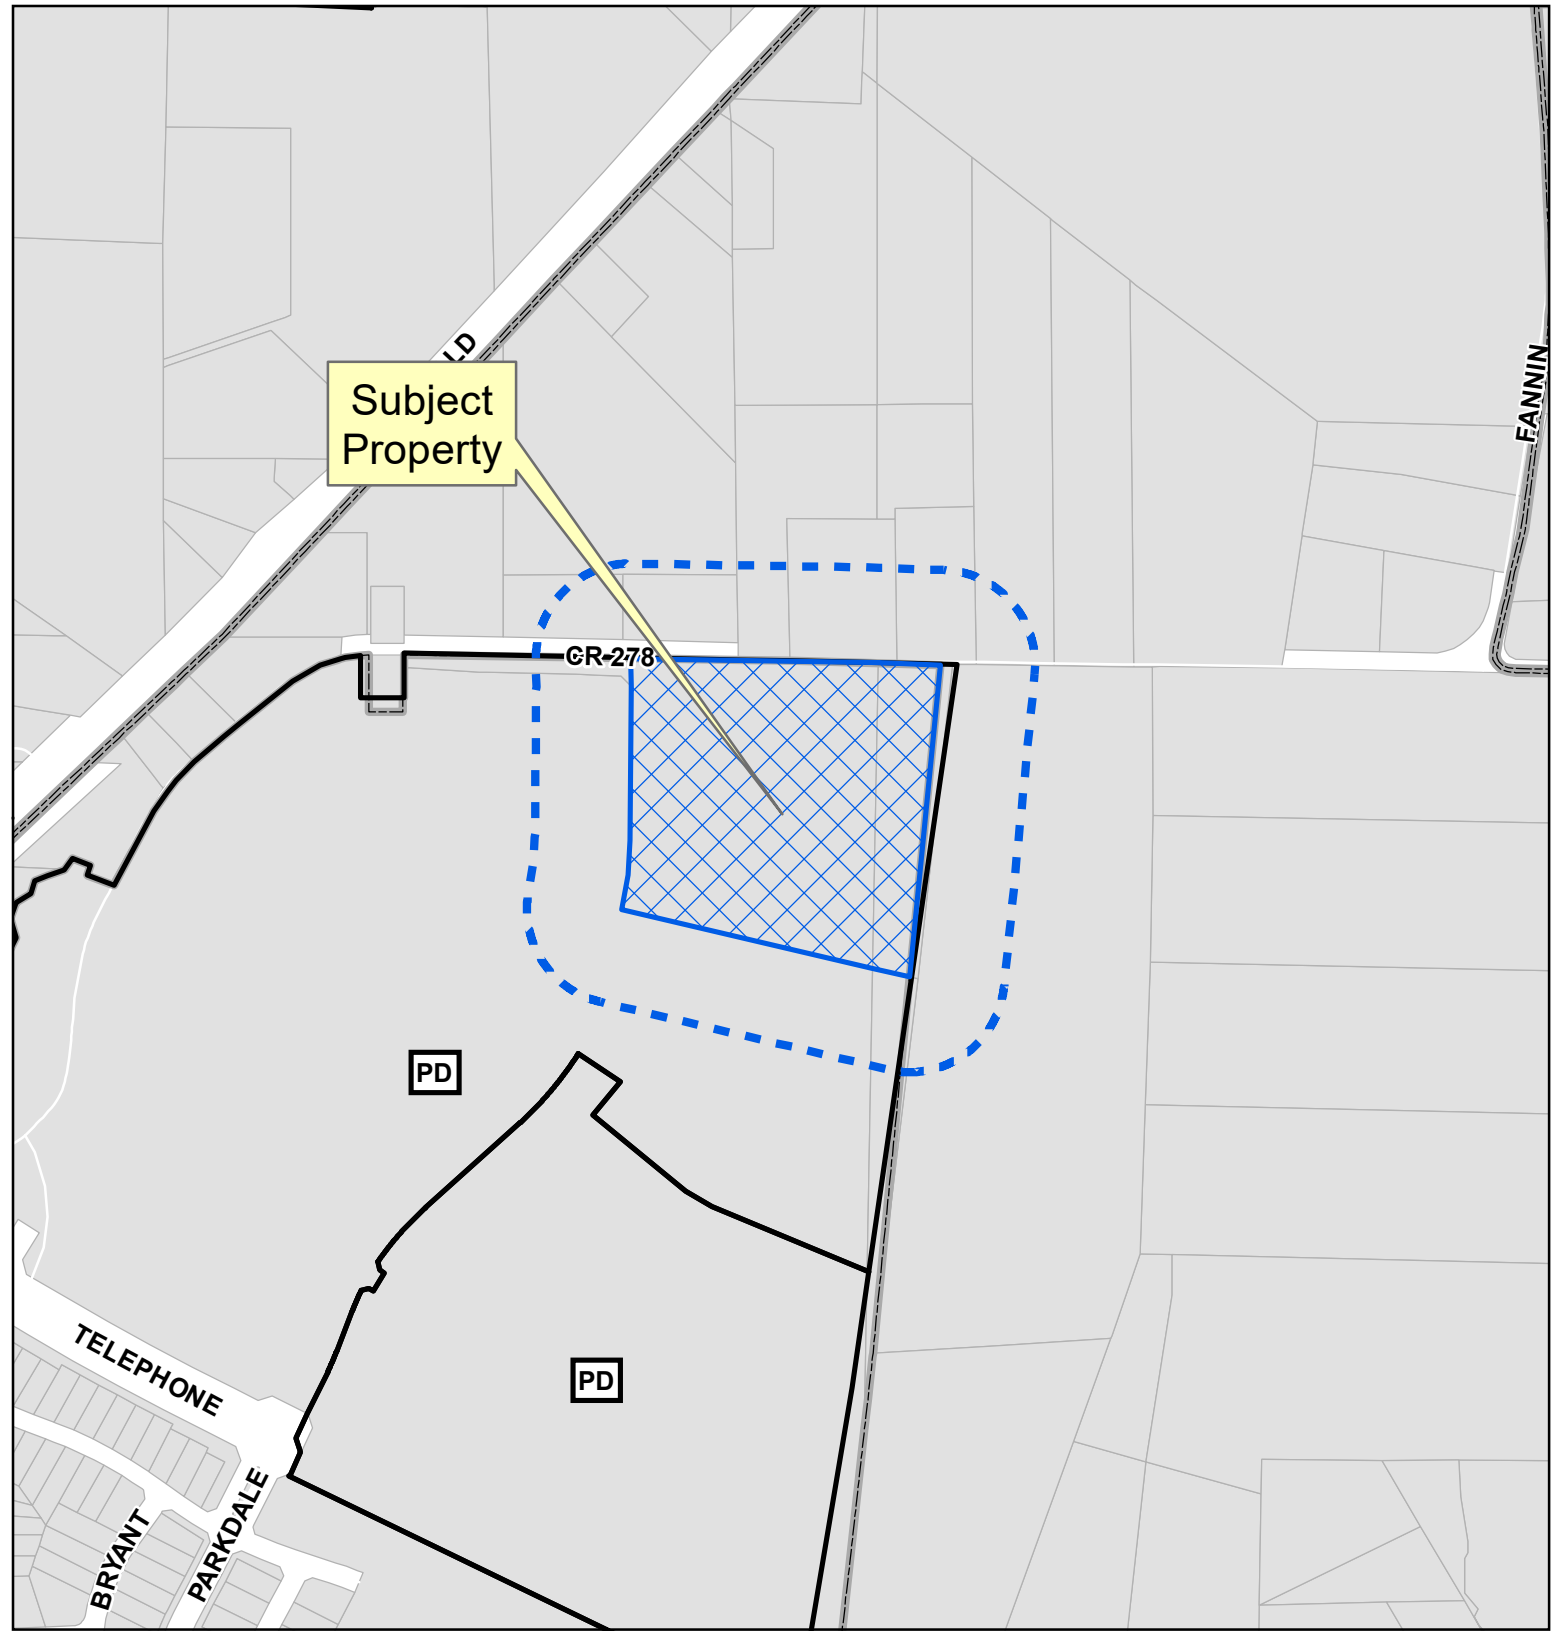 LD
Subject
Property
FANNIN
CR 278
PD
TELEPHONE
PD
BRYANT
PARKDALE